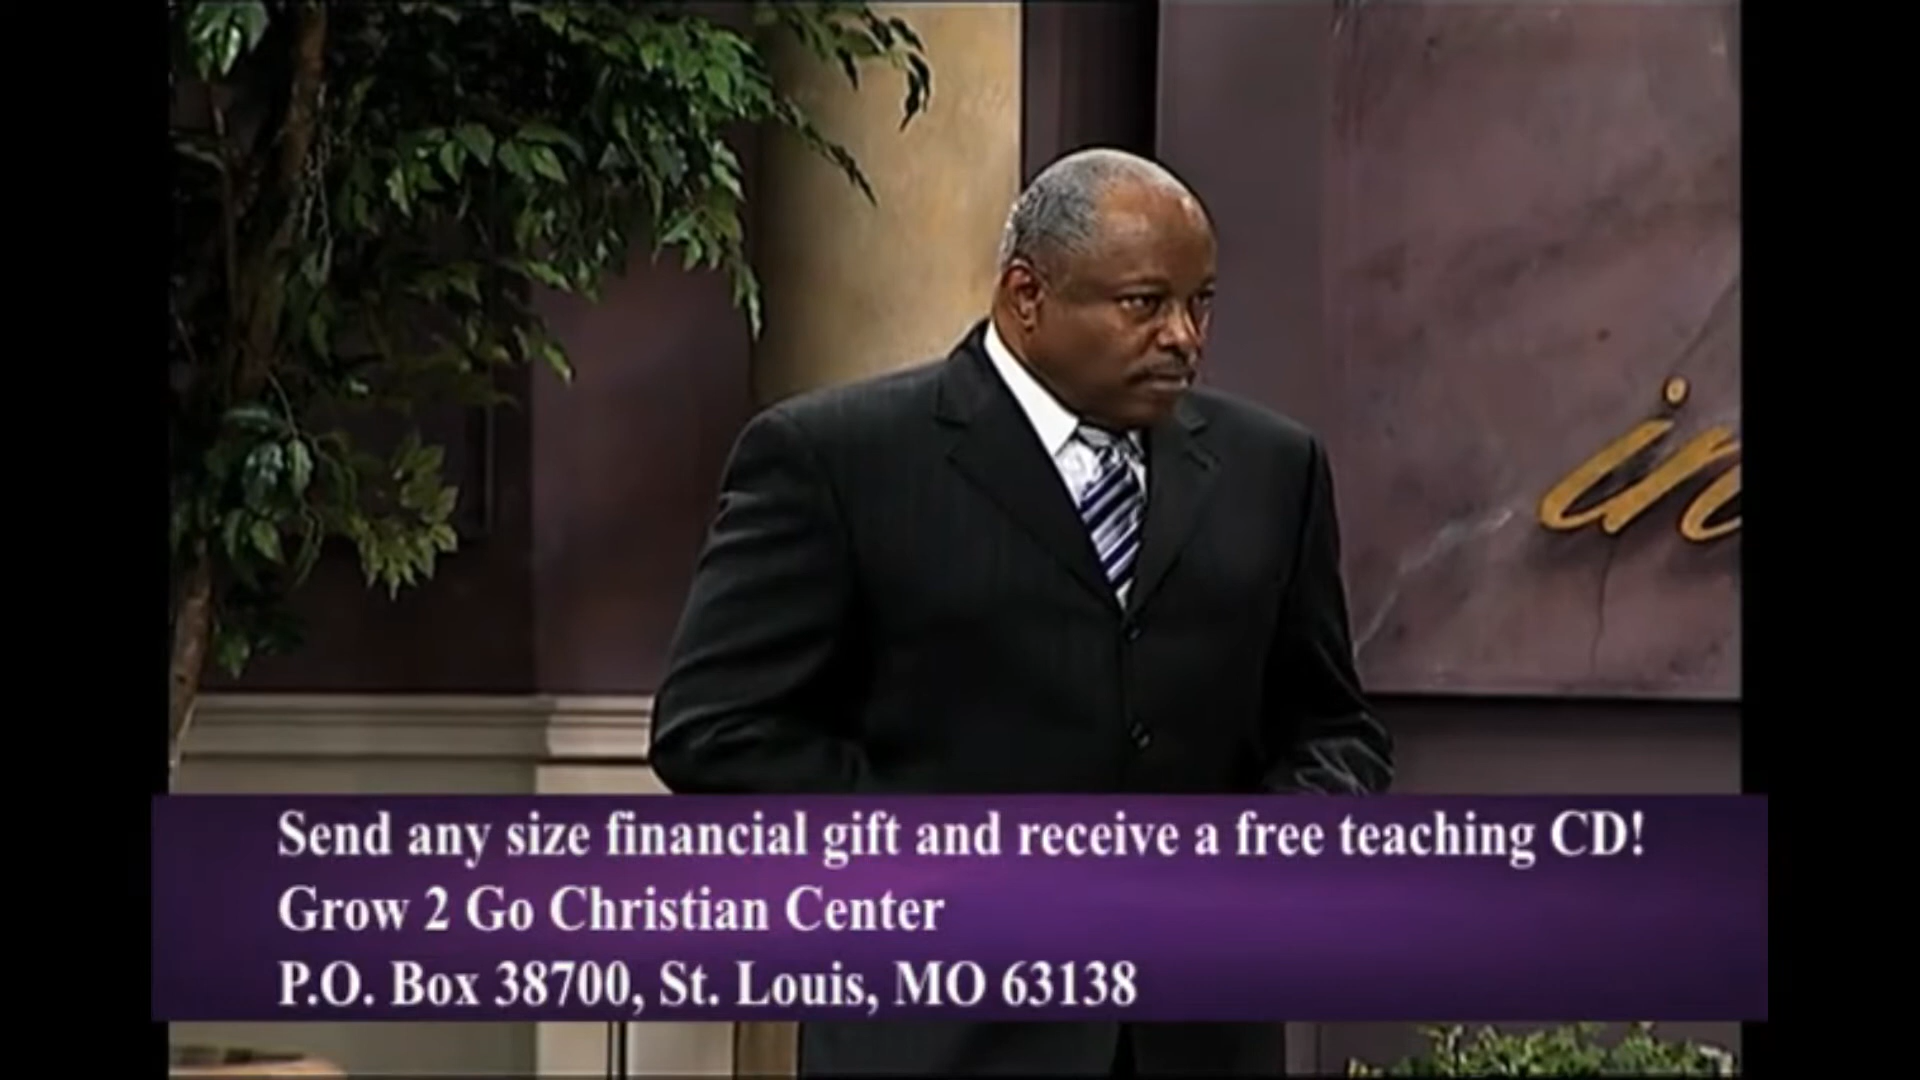 in
Send any size financial gift and receive a free teaching CD!
Grow 2 Go Christian Center
P.O. Box 38700, St. Louis, MO 63138